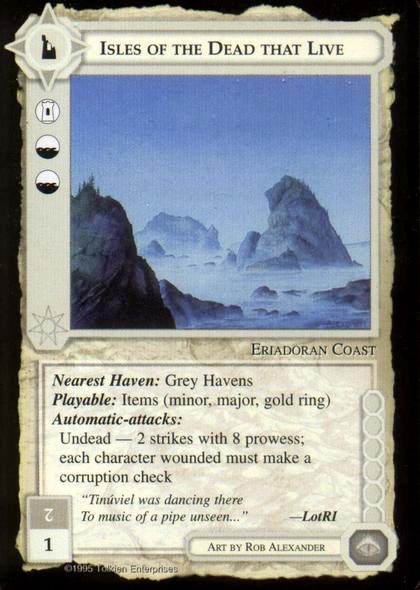 Isles of the Dead that Live
Eriadoran Coast
Nearest Haven: Grey Havens
Playable: Items (minor, major, gold ring)
Automatic-attacks:
Undead — 2 strikes with 8 prowess;
each character wounded must make a
corruption check
“Tinúviel was dancing there
To music of a pipe unseen...” —LotRI
2
1
Art by Rob Alexander
©1995 Tolkien Enterprises